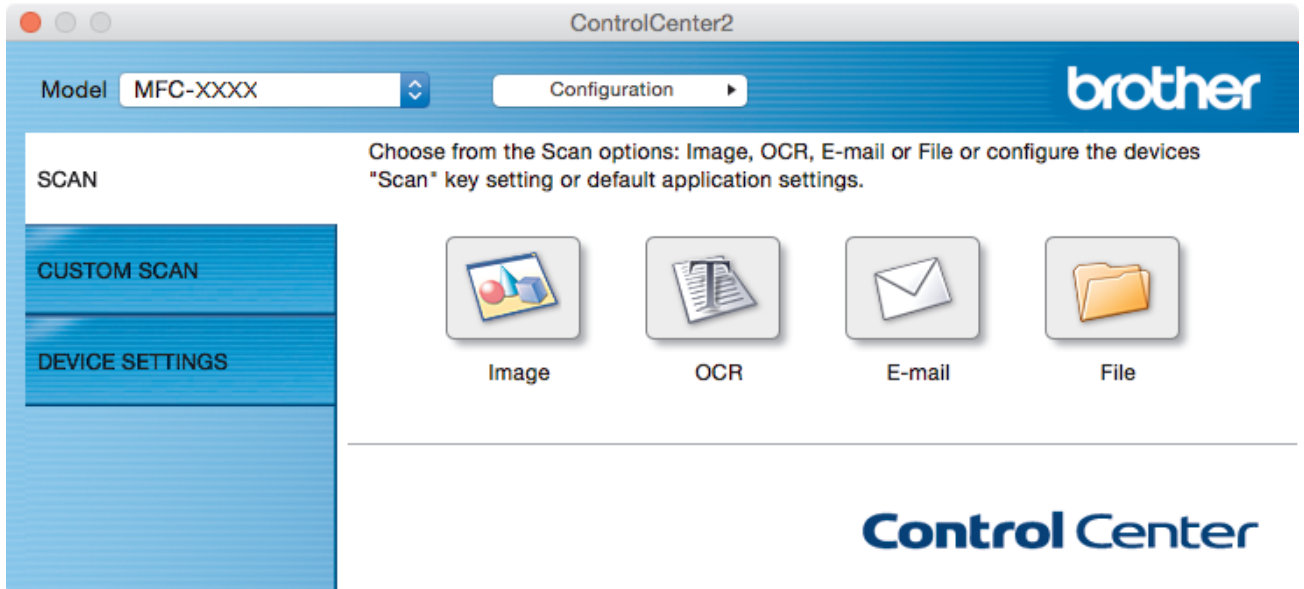 ControlCenter2
Model MFC-XXXX Configuration brother
SCAN
CUSTOM SCAN
DEVICE SETTINGS
Choose from the Scan options: Image, OCR, E-mail or File or configure the devices
"Scan" key setting or default application settings.
Image OCR E-mail File
Control Center